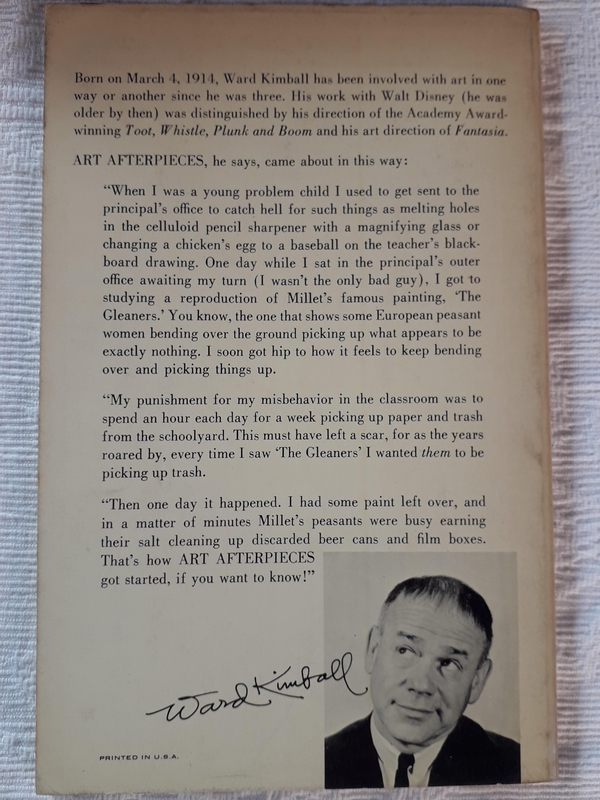 Born on March 4, 1914, Ward Kimball has been involved with art in one
way or another since he was three. His work with Walt Disney (he was
older by then) was distinguished by his direction of the Academy Award-
winning Toot, Whistle, Plunk and Boom and his art direction of Fantasia.
ART AFTERPIECES, he says, came about in this way:
“When I was a young problem child I used to get sent to the
principal’s office to catch hell for such things as melting holes
in the celluloid pencil sharpener with a magnifying glass or
changing a chicken’s egg to a baseball on the teacher’s black-
board drawing. One day while I sat in the principal’s outer
office awaiting my turn (I wasn’t the only bad guy), I got to
studying a reproduction of Millet’s famous painting, ‘The
Gleaners.’ You know, the one that shows some European peasant
women bending over the ground picking up what appears to be
exactly nothing. I soon got hip to how it feels to keep bending
over and picking things up.
“My punishment for my misbehavior in the classroom was to
spend an hour each day for a week picking up paper and trash
from the schoolyard. This must have left a scar, for as the years
roared by, every time I saw ‘The Gleaners’ I wanted them to be
picking up trash.
“Then one day it happened. I had some paint left over, and
in a matter of minutes Millet’s peasants were busy earning
their salt cleaning up discarded beer cans and film boxes.
That’s how ART AFTERPIECES
got started, if you want to know!”
Ward Kimball
PRINTED IN U.S.A.